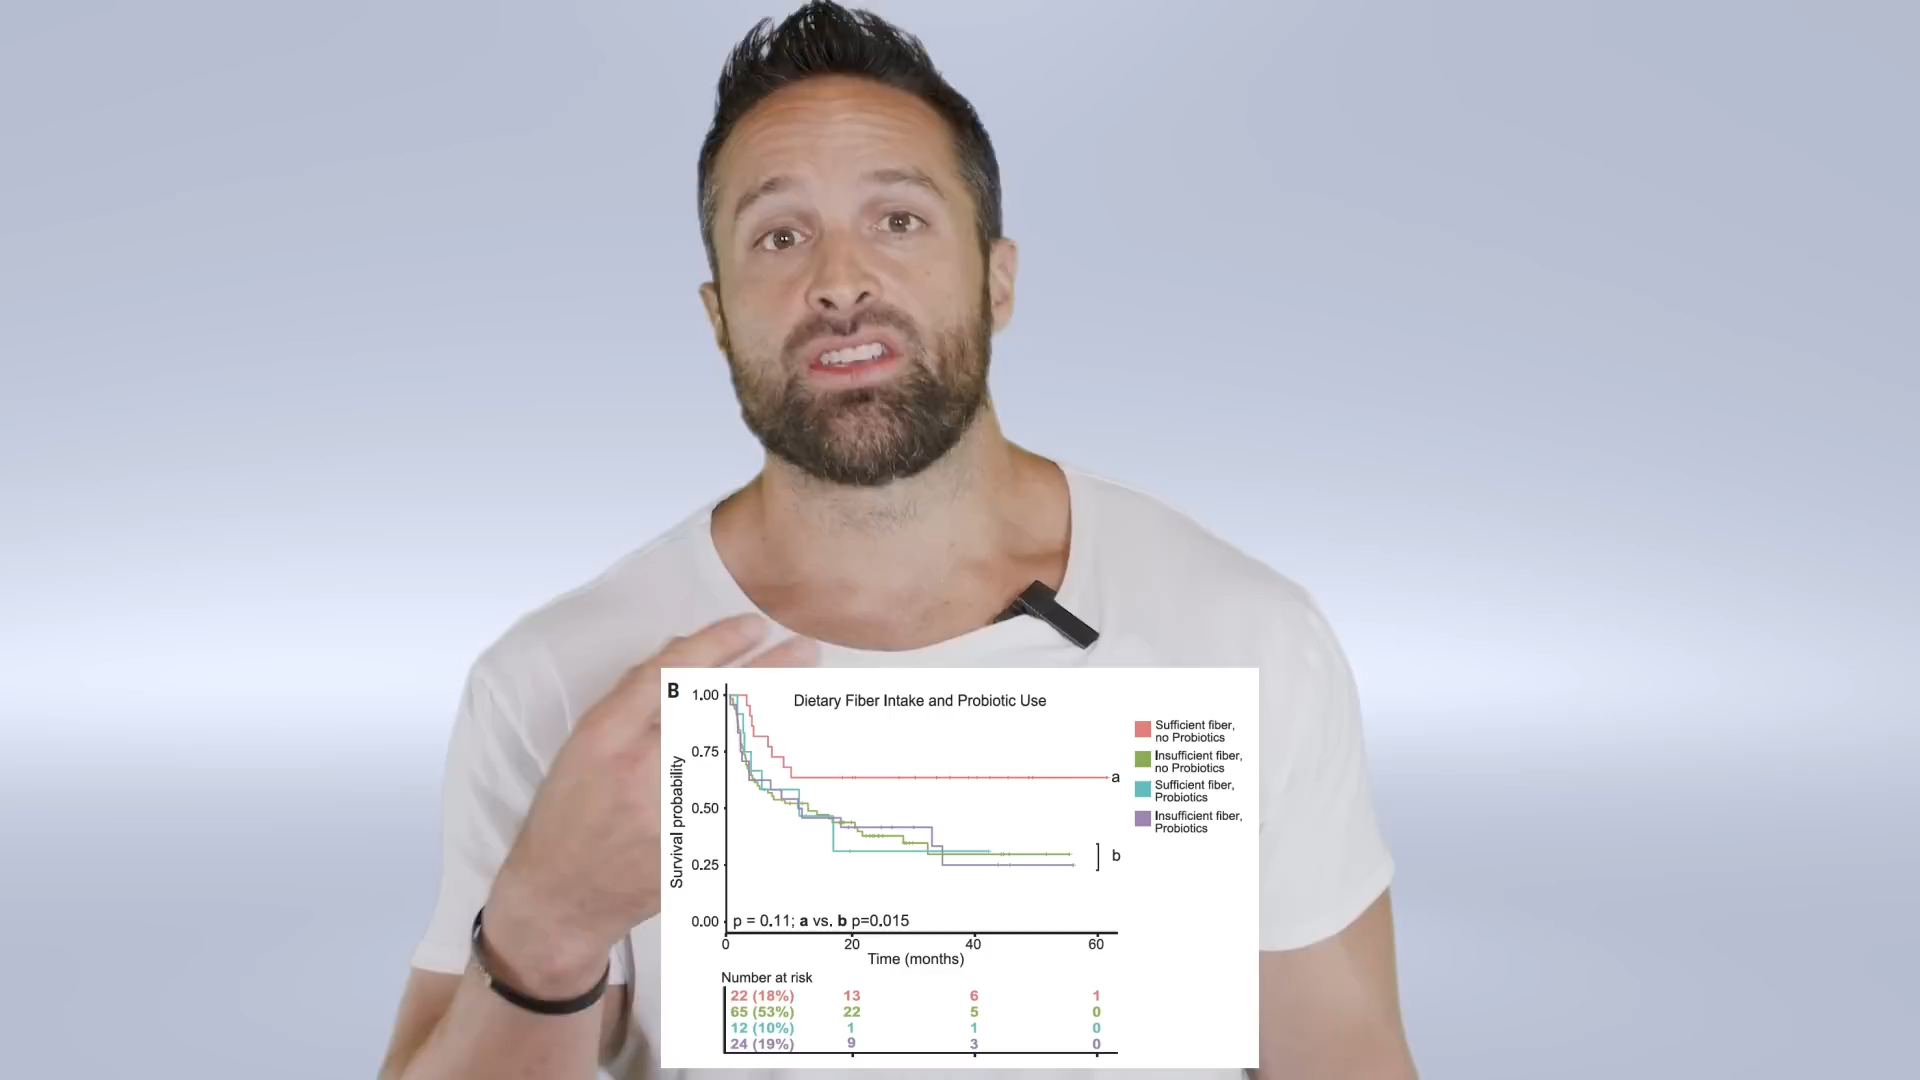 B
Dietary Fiber Intake and Probiotic Use
Survival probability
1.00
0.75
0.50
0.25
0.00
a
b
Sufficient fiber,
no Probiotics
Insufficient fiber,
no Probiotics
Sufficient fiber,
Probiotics
Insufficient fiber,
Probiotics
p = 0.11; a vs. b p=0.015
0 20 40 60
Time (months)
Number at risk
22 (18%) 13 6 1
65 (53%) 22 5 0
12 (10%) 1 1 0
24 (19%) 9 3 0